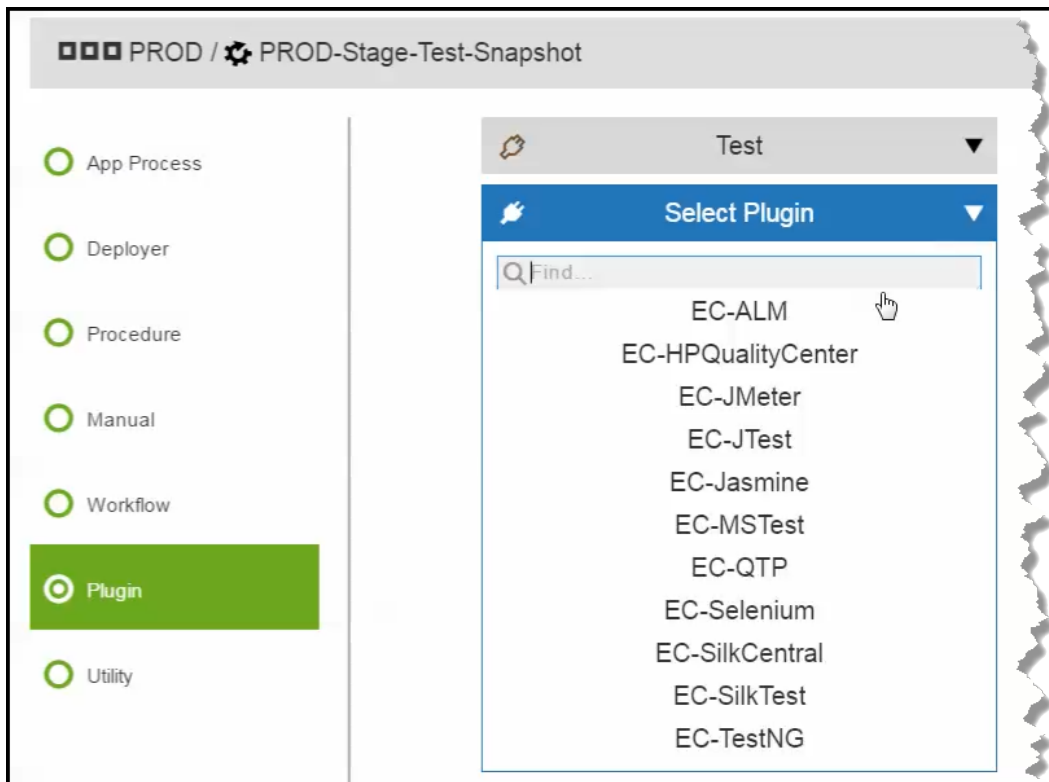 PROD / PROD-Stage-Test-Snapshot
App Process
Deployer
Procedure
Manual
Workflow
Plugin
Utility
Test
Select Plugin
Find...
EC-ALM
EC-HPQualityCenter
EC-JMeter
EC-JTest
EC-Jasmine
EC-MSTest
EC-QTP
EC-Selenium
EC-SilkCentral
EC-SilkTest
EC-TestNG